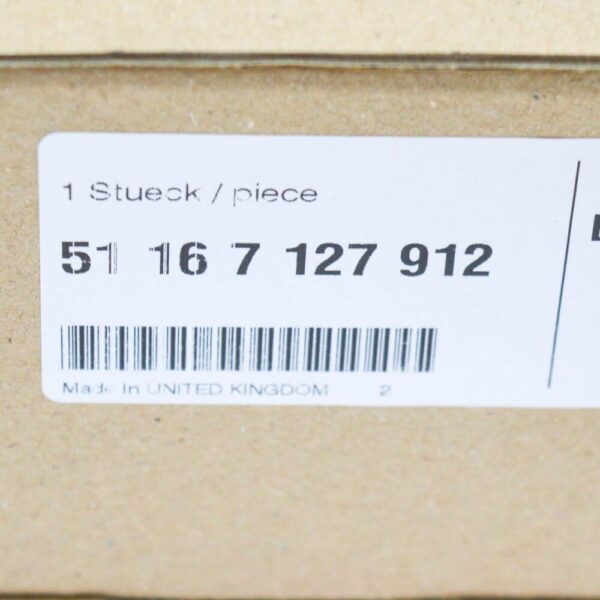 1 Stueck / piece
51 16 7 127 912
Made In UNITED KINGDOM 2